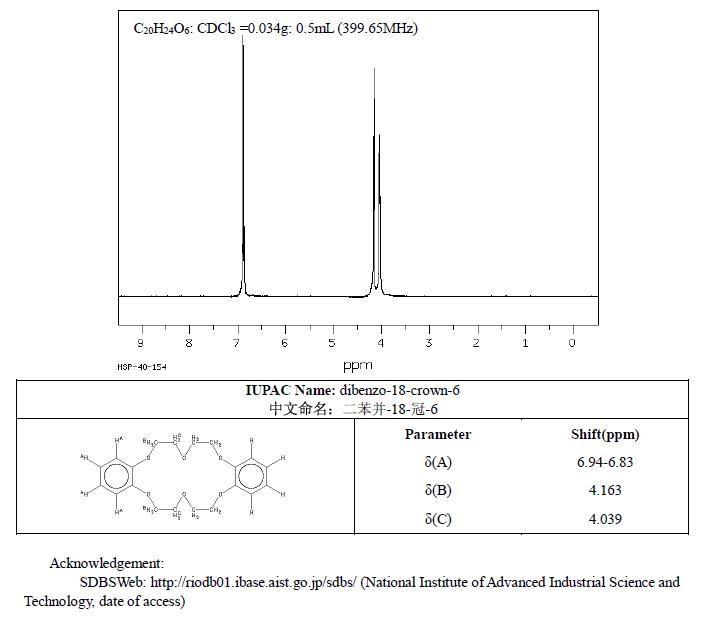 C₂₀H₂₄O₆: CDCl₃ =0.034g: 0.5mL (399.65MHz)
9 8 7 6 5 4 3 2 1 0
HSP-40-154
ppm
IUPAC Name: dibenzo-18-crown-6
中文命名：二苯并-18-冠-6
Parameter Shift(ppm)
δ(A) 6.94-6.83
δ(B) 4.163
δ(C) 4.039
Acknowledgement:
SDBSWeb: http://riodb01.ibase.aist.go.jp/sdbs/ (National Institute of Advanced Industrial Science and
Technology, date of access)